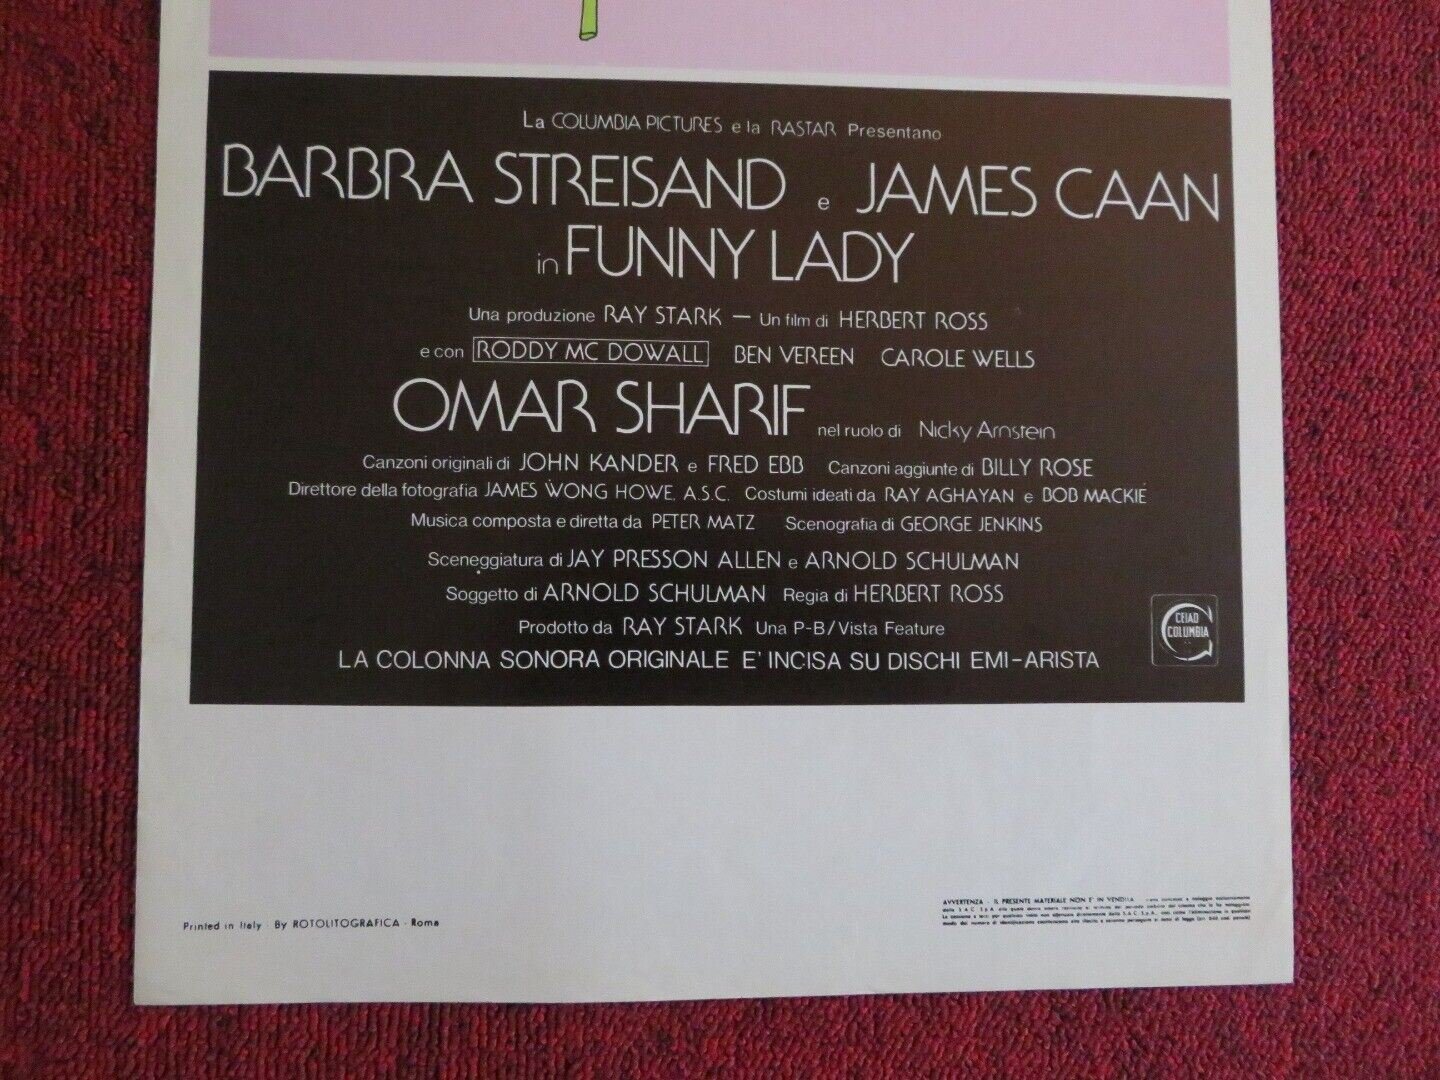 La COLUMBIA PICTURES e la RASTAR Presentano
BARBRA STREISAND e JAMES CAAN
in FUNNY LADY
Una produzione RAY STARK – Un film di HERBERT ROSS
e con RODDY MC DOWALL BEN VEREEN CAROLE WELLS
OMAR SHARIF nel ruolo di Nicky Arnstein
Canzoni originali di JOHN KANDER e FRED EBB Canzoni aggiunte di BILLY ROSE
Direttore della fotografia JAMES WONG HOWE, A.S.C. Costumi ideati da RAY AGHAYAN e BOB MACKIE
Musica composta e diretta da PETER MATZ Scenografia di GEORGE JENKINS
Sceneggiatura di JAY PRESSON ALLEN e ARNOLD SCHULMAN
Soggetto di ARNOLD SCHULMAN Regia di HERBERT ROSS
Prodotto da RAY STARK Una P-B/Vista Feature
LA COLONNA SONORA ORIGINALE E' INCISA SU DISCHI EMI-ARISTA
CEIAD
COLUMBIA
Printed in Italy - By ROTOLITOGRAFICA - Roma
AVVERTENZA - IL PRESENTE MATERIALE NON E' IN VENDITA